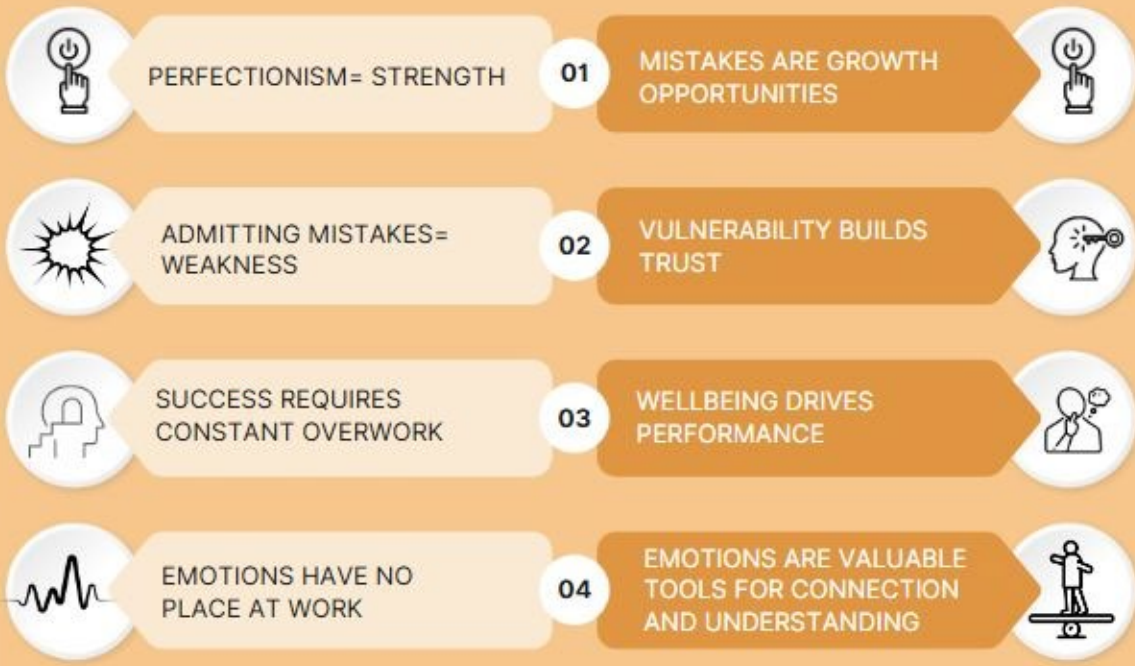 PERFECTIONISM= STRENGTH
01
MISTAKES ARE GROWTH
OPPORTUNITIES
ADMITTING MISTAKES=
WEAKNESS
02
VULNERABILITY BUILDS
TRUST
SUCCESS REQUIRES
CONSTANT OVERWORK
03
WELLBEING DRIVES
PERFORMANCE
EMOTIONS HAVE NO
PLACE AT WORK
04
EMOTIONS ARE VALUABLE
TOOLS FOR CONNECTION
AND UNDERSTANDING